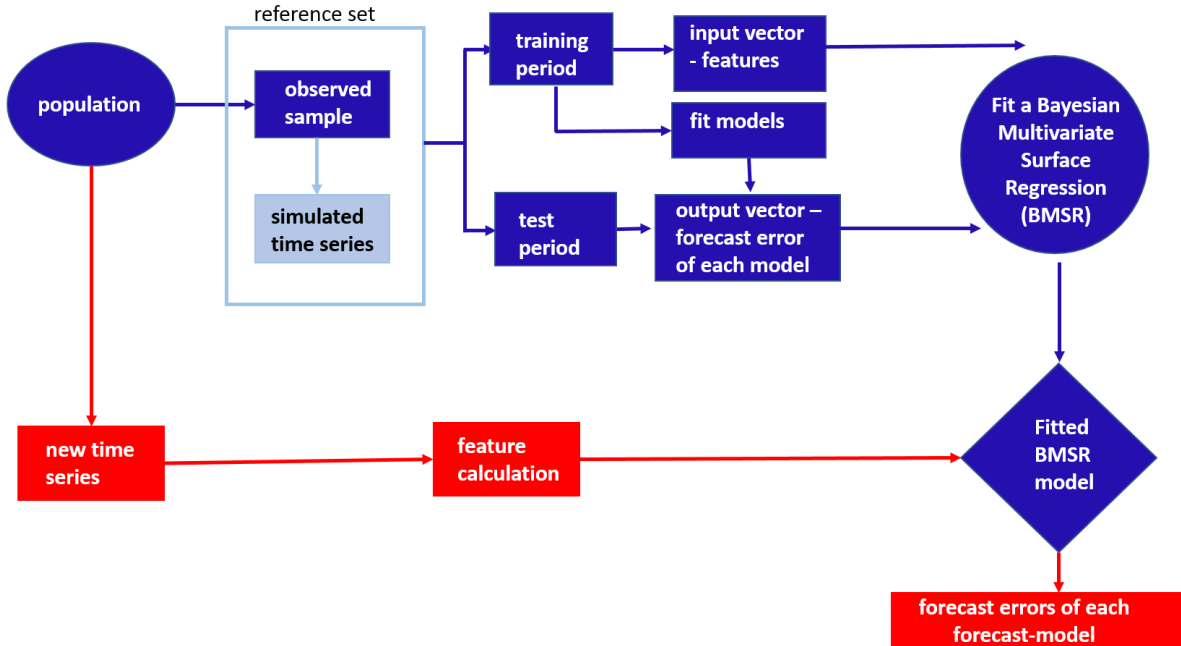 reference set
population
observed
sample
simulated
time series
training
period
input vector
- features
fit models
test
period
output vector –
forecast error
of each model
Fit a Bayesian
Multivariate
Surface
Regression
(BMSR)
new time
series
feature
calculation
Fitted
BMSR
model
forecast errors of each
forecast-model